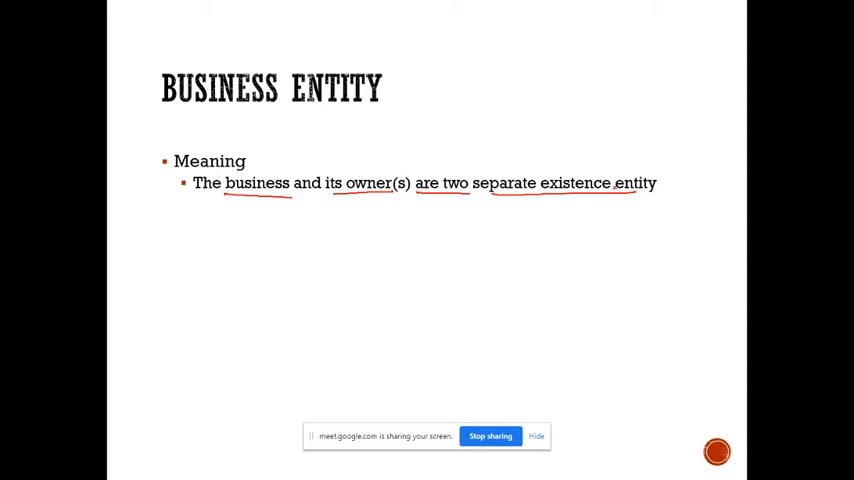 BUSINESS ENTITY
Meaning
The business and its owner(s) are two separate existence entity
meet.google.com is sharing your screen. Stop sharing Hide